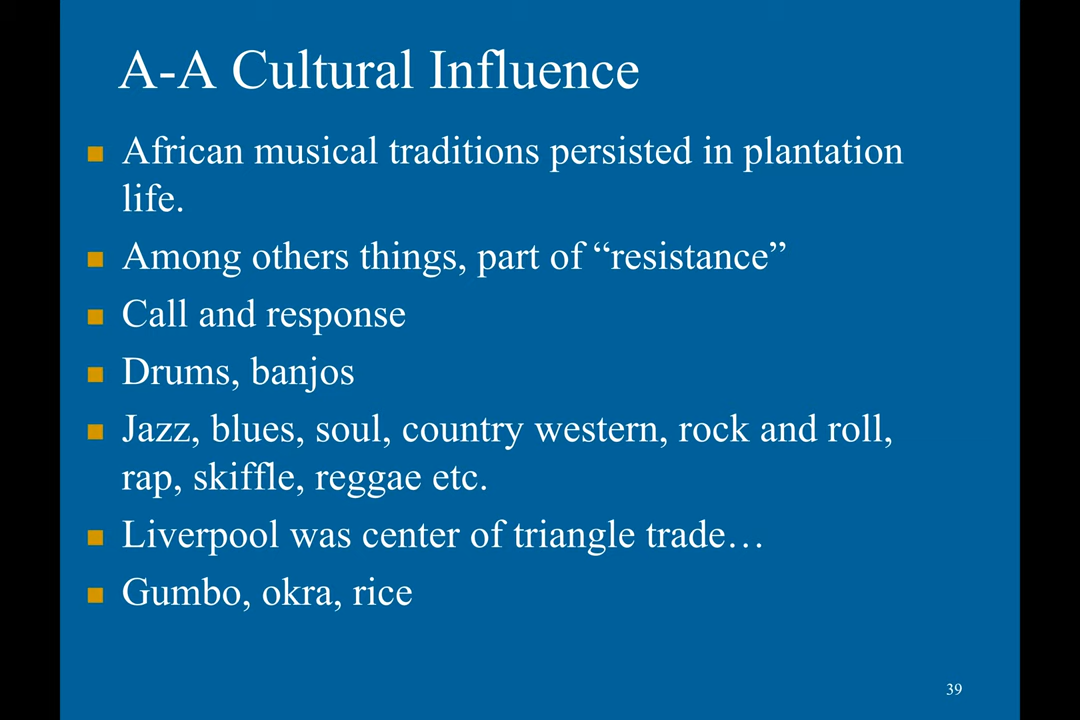 A-A Cultural Influence
African musical traditions persisted in plantation
life.
Among others things, part of “resistance”
Call and response
Drums, banjos
Jazz, blues, soul, country western, rock and roll,
rap, skiffle, reggae etc.
Liverpool was center of triangle trade…
Gumbo, okra, rice
39